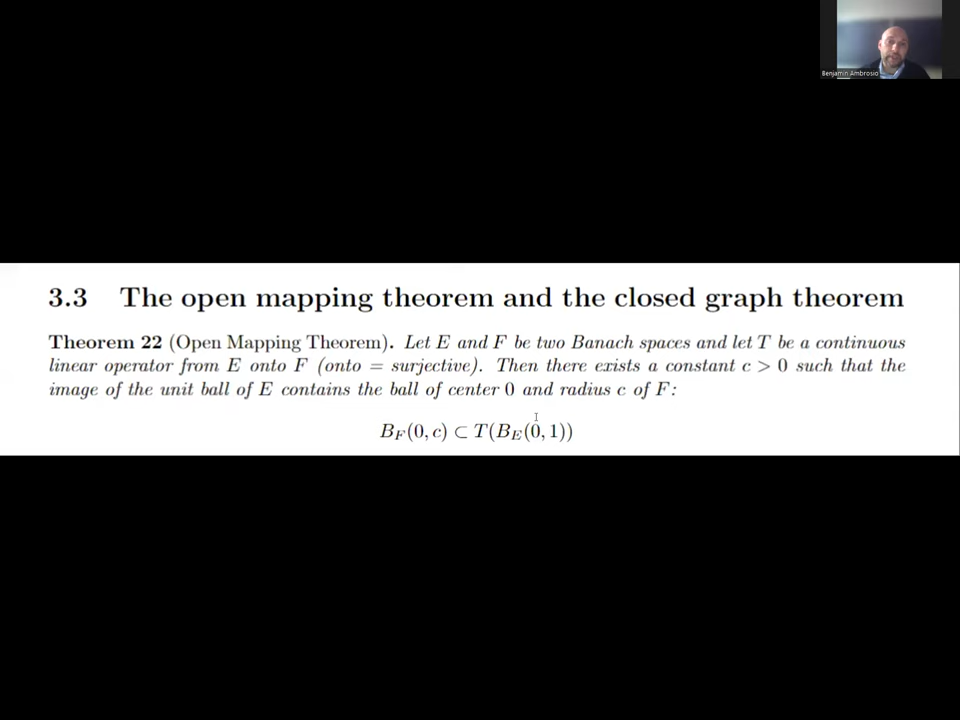 Benjamin Ambrosio
3.3 The open mapping theorem and the closed graph theorem
Theorem 22 (Open Mapping Theorem). Let E and F be two Banach spaces and let T be a continuous
linear operator from E onto F (onto = surjective). Then there exists a constant c > 0 such that the
image of the unit ball of E contains the ball of center 0 and radius c of F:
B_F(0, c) ⊂ T(B_E(0, 1))